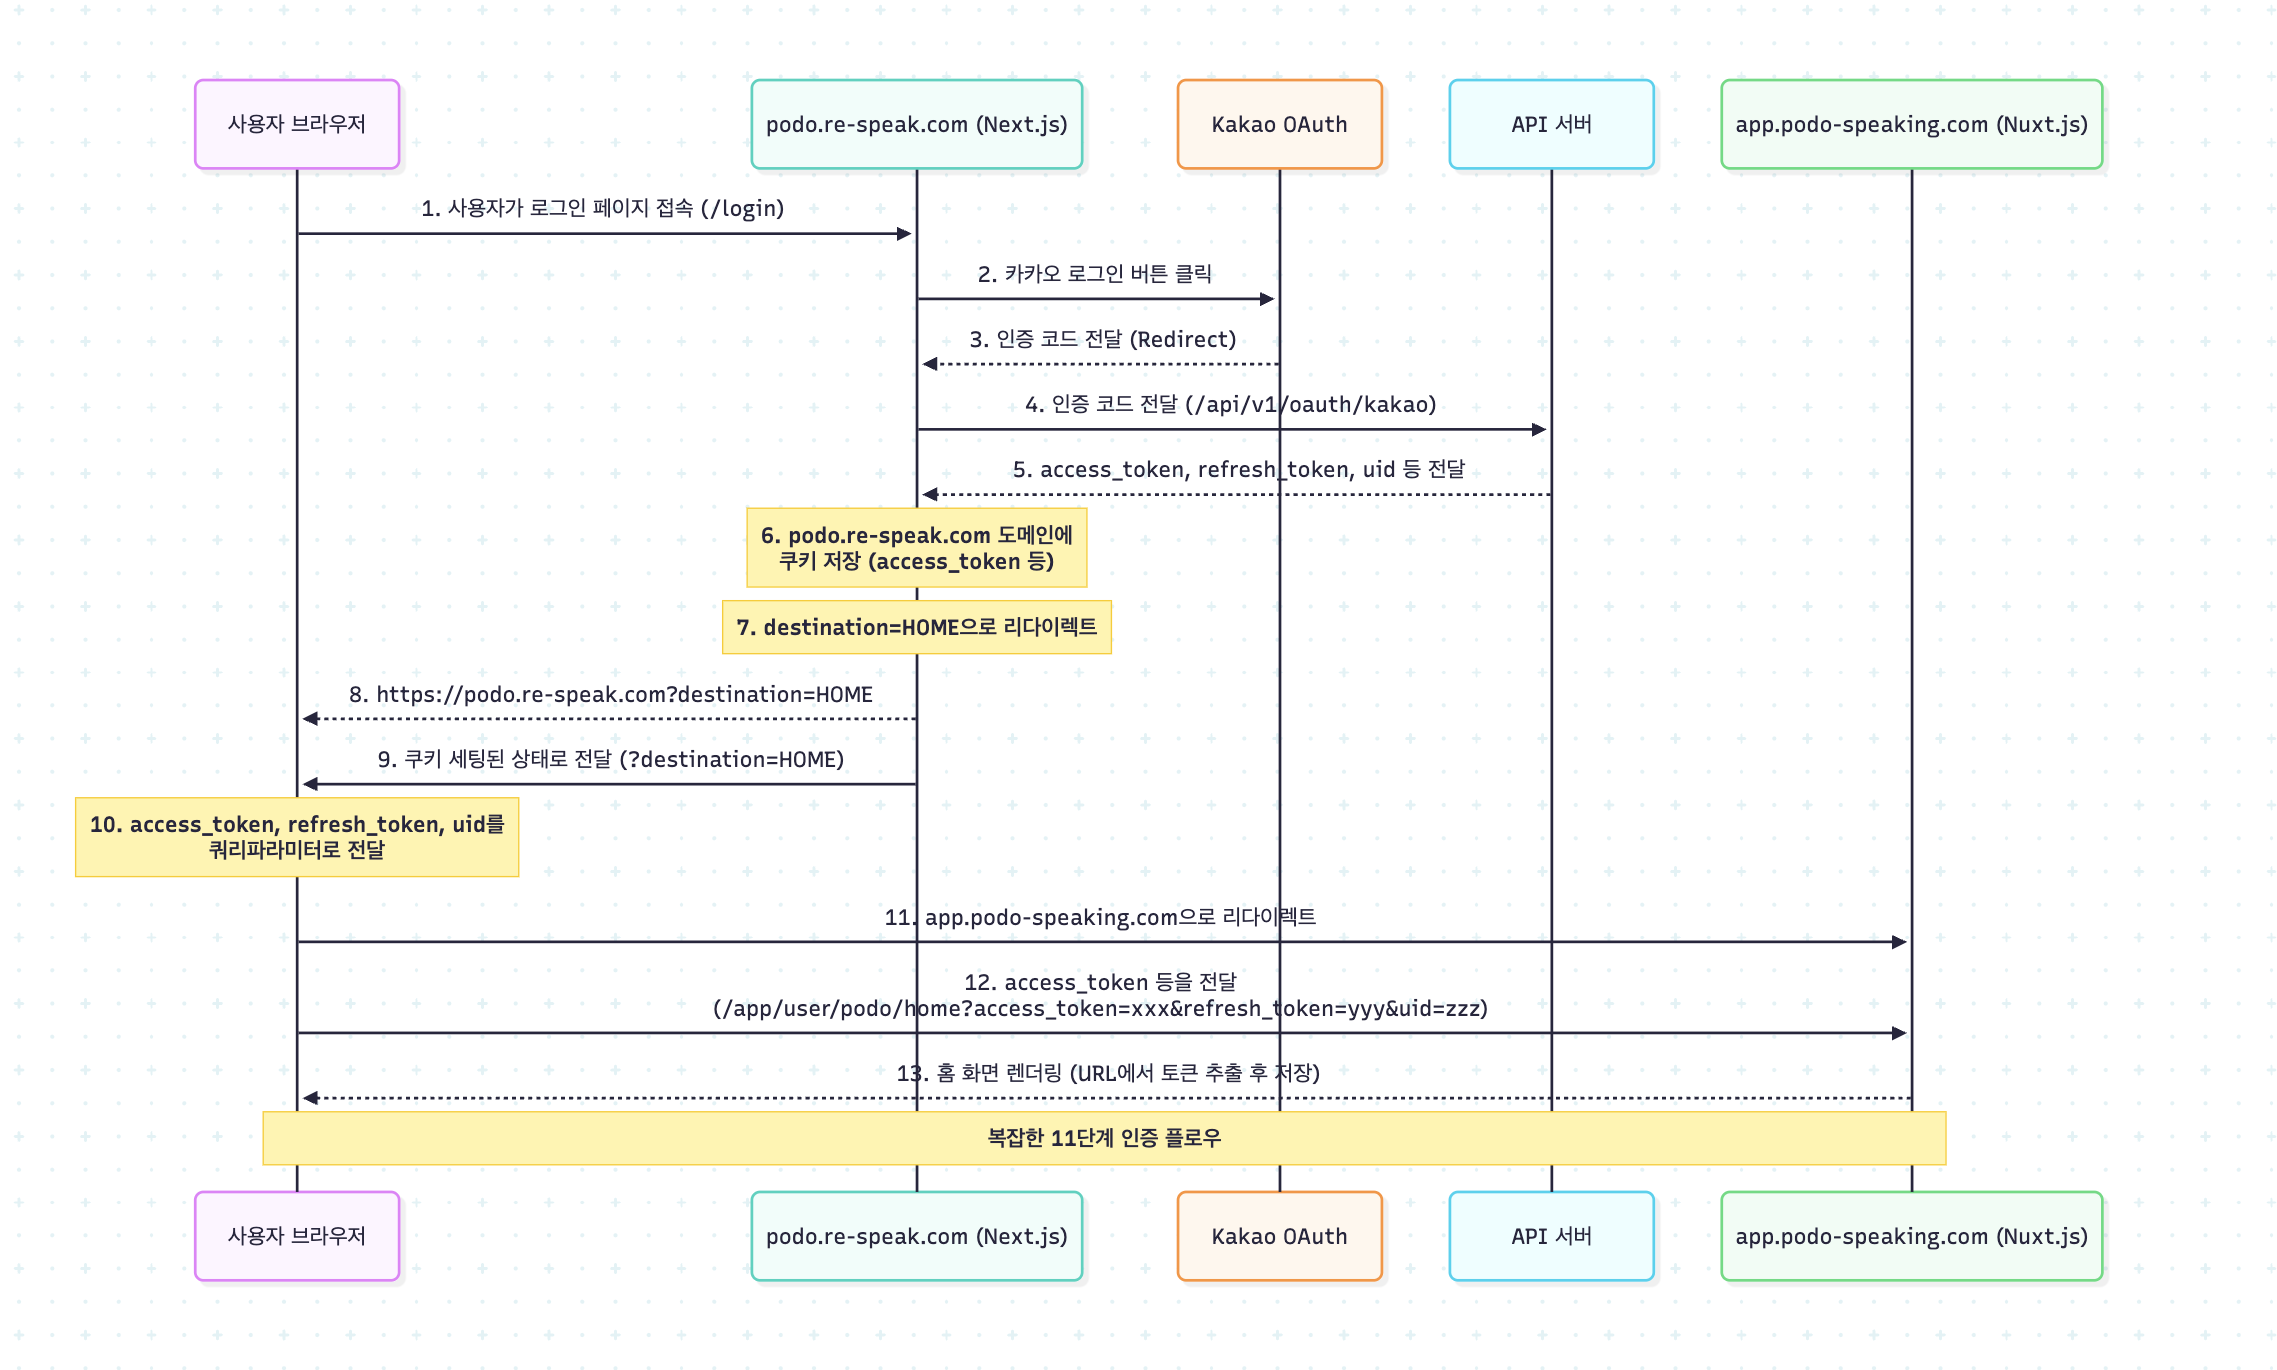 사용자 브라우저
podo.re-speak.com (Next.js)
Kakao OAuth
API 서버
app.podo-speaking.com (Nuxt.js)
1. 사용자가 로그인 페이지 접속 (/login)
2. 카카오 로그인 버튼 클릭
3. 인증 코드 전달 (Redirect)
4. 인증 코드 전달 (/api/v1/oauth/kakao)
5. access_token, refresh_token, uid 등 전달
6. podo.re-speak.com 도메인에
쿠키 저장 (access_token 등)
7. destination=HOME으로 리다이렉트
8. https://podo.re-speak.com?destination=HOME
9. 쿠키 세팅된 상태로 전달 (?destination=HOME)
10. access_token, refresh_token, uid를
쿼리파라미터로 전달
11. app.podo-speaking.com으로 리다이렉트
12. access_token 등을 전달
(/app/user/podo/home?access_token=xxx&refresh_token=yyy&uid=zzz)
13. 홈 화면 렌더링 (URL에서 토큰 추출 후 저장)
복잡한 11단계 인증 플로우
사용자 브라우저
podo.re-speak.com (Next.js)
Kakao OAuth
API 서버
app.podo-speaking.com (Nuxt.js)